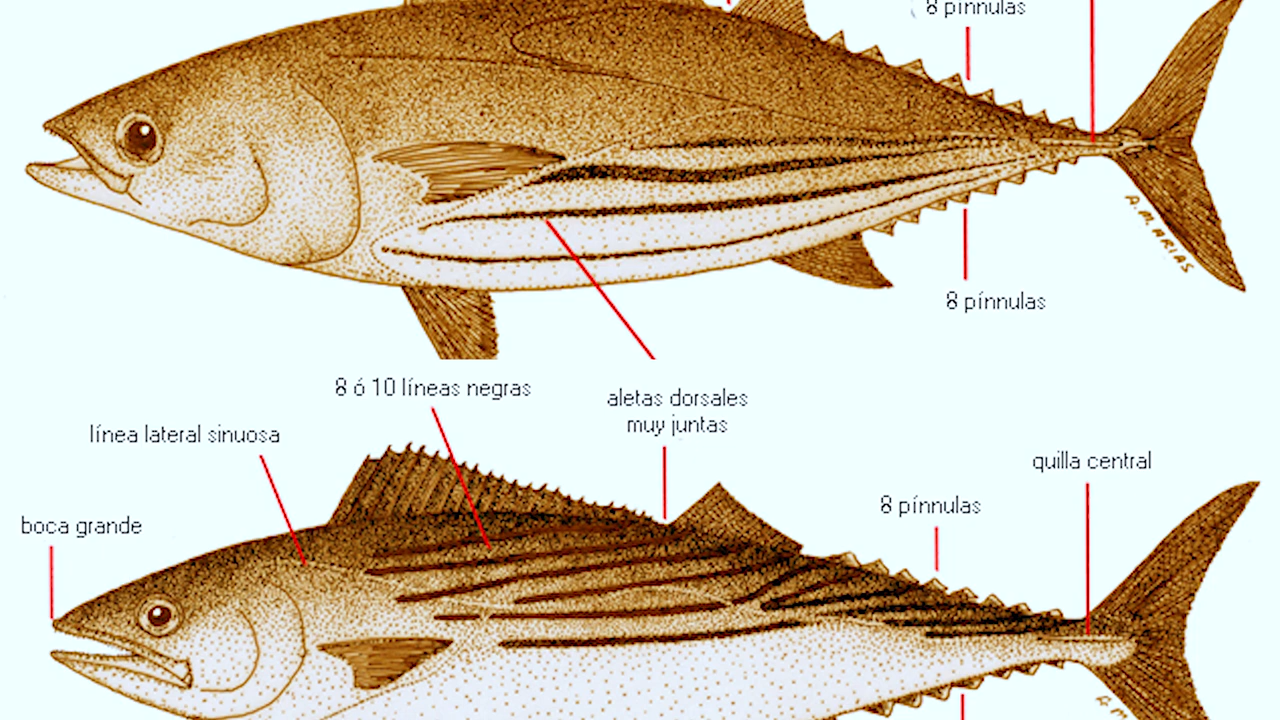 8 pínnulas
A.M.ARIAS
8 pínnulas
8 ó 10 líneas negras
aletas dorsales
muy juntas
línea lateral sinuosa
quilla central
8 pínnulas
boca grande